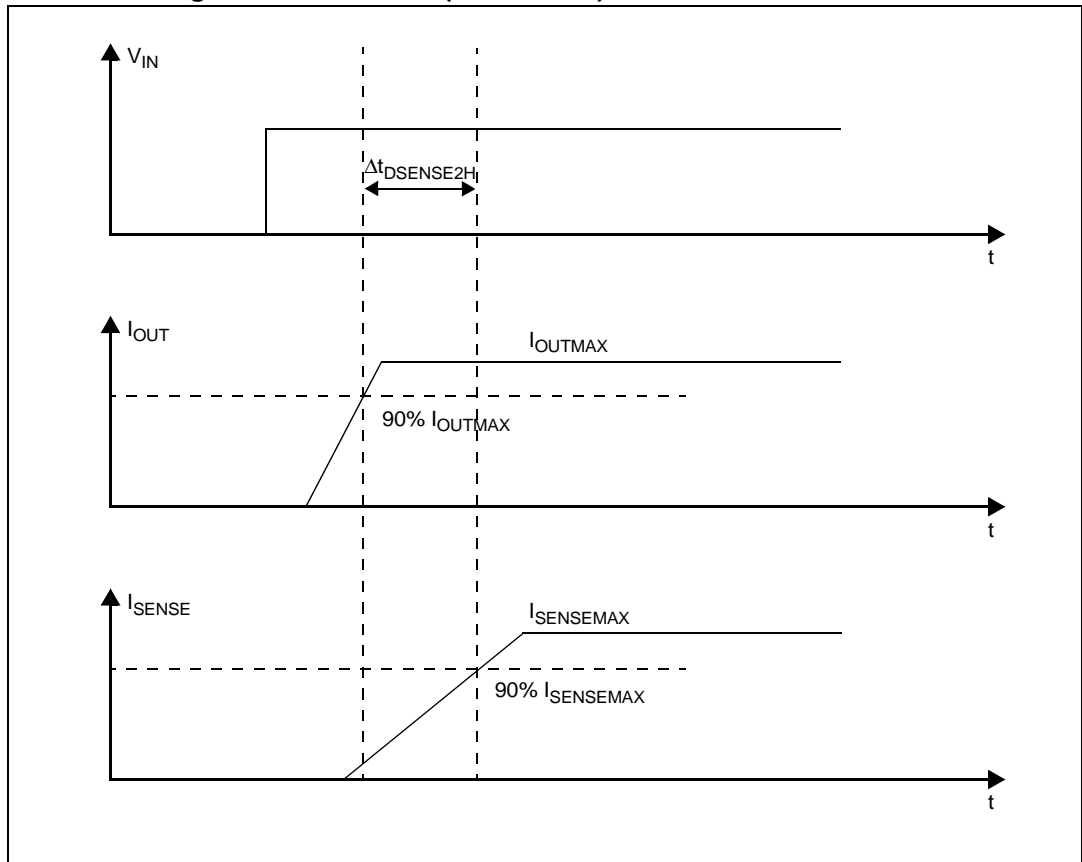 V_IN
Δt_DSENSE2H
t
I_OUT
I_OUTMAX
90% I_OUTMAX
t
I_SENSE
I_SENSEMAX
90% I_SENSEMAX
t